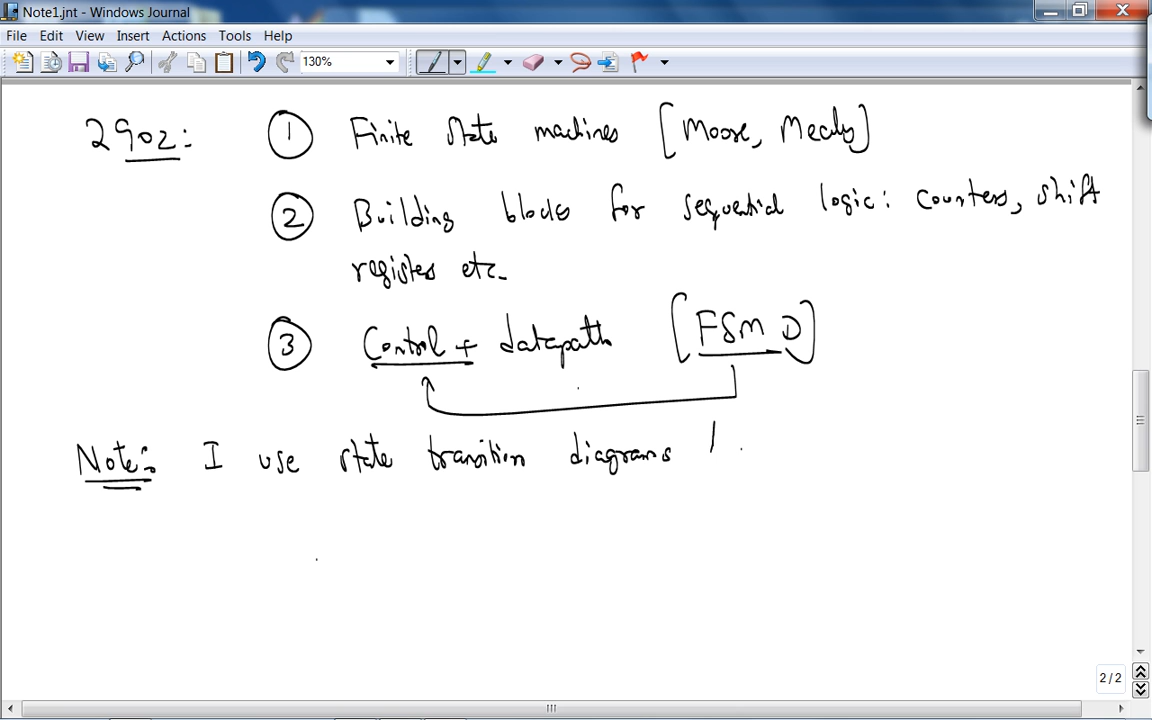 Note1.jnt - Windows Journal
File Edit View Insert Actions Tools Help
130%
2902:
① Finite state machines [Moore, Mealy]
② Building blocks for sequential logic: counters, shift
registers etc.
③ Control + datapath [FSM D]
Note: I use state transition diagrams /
2/2